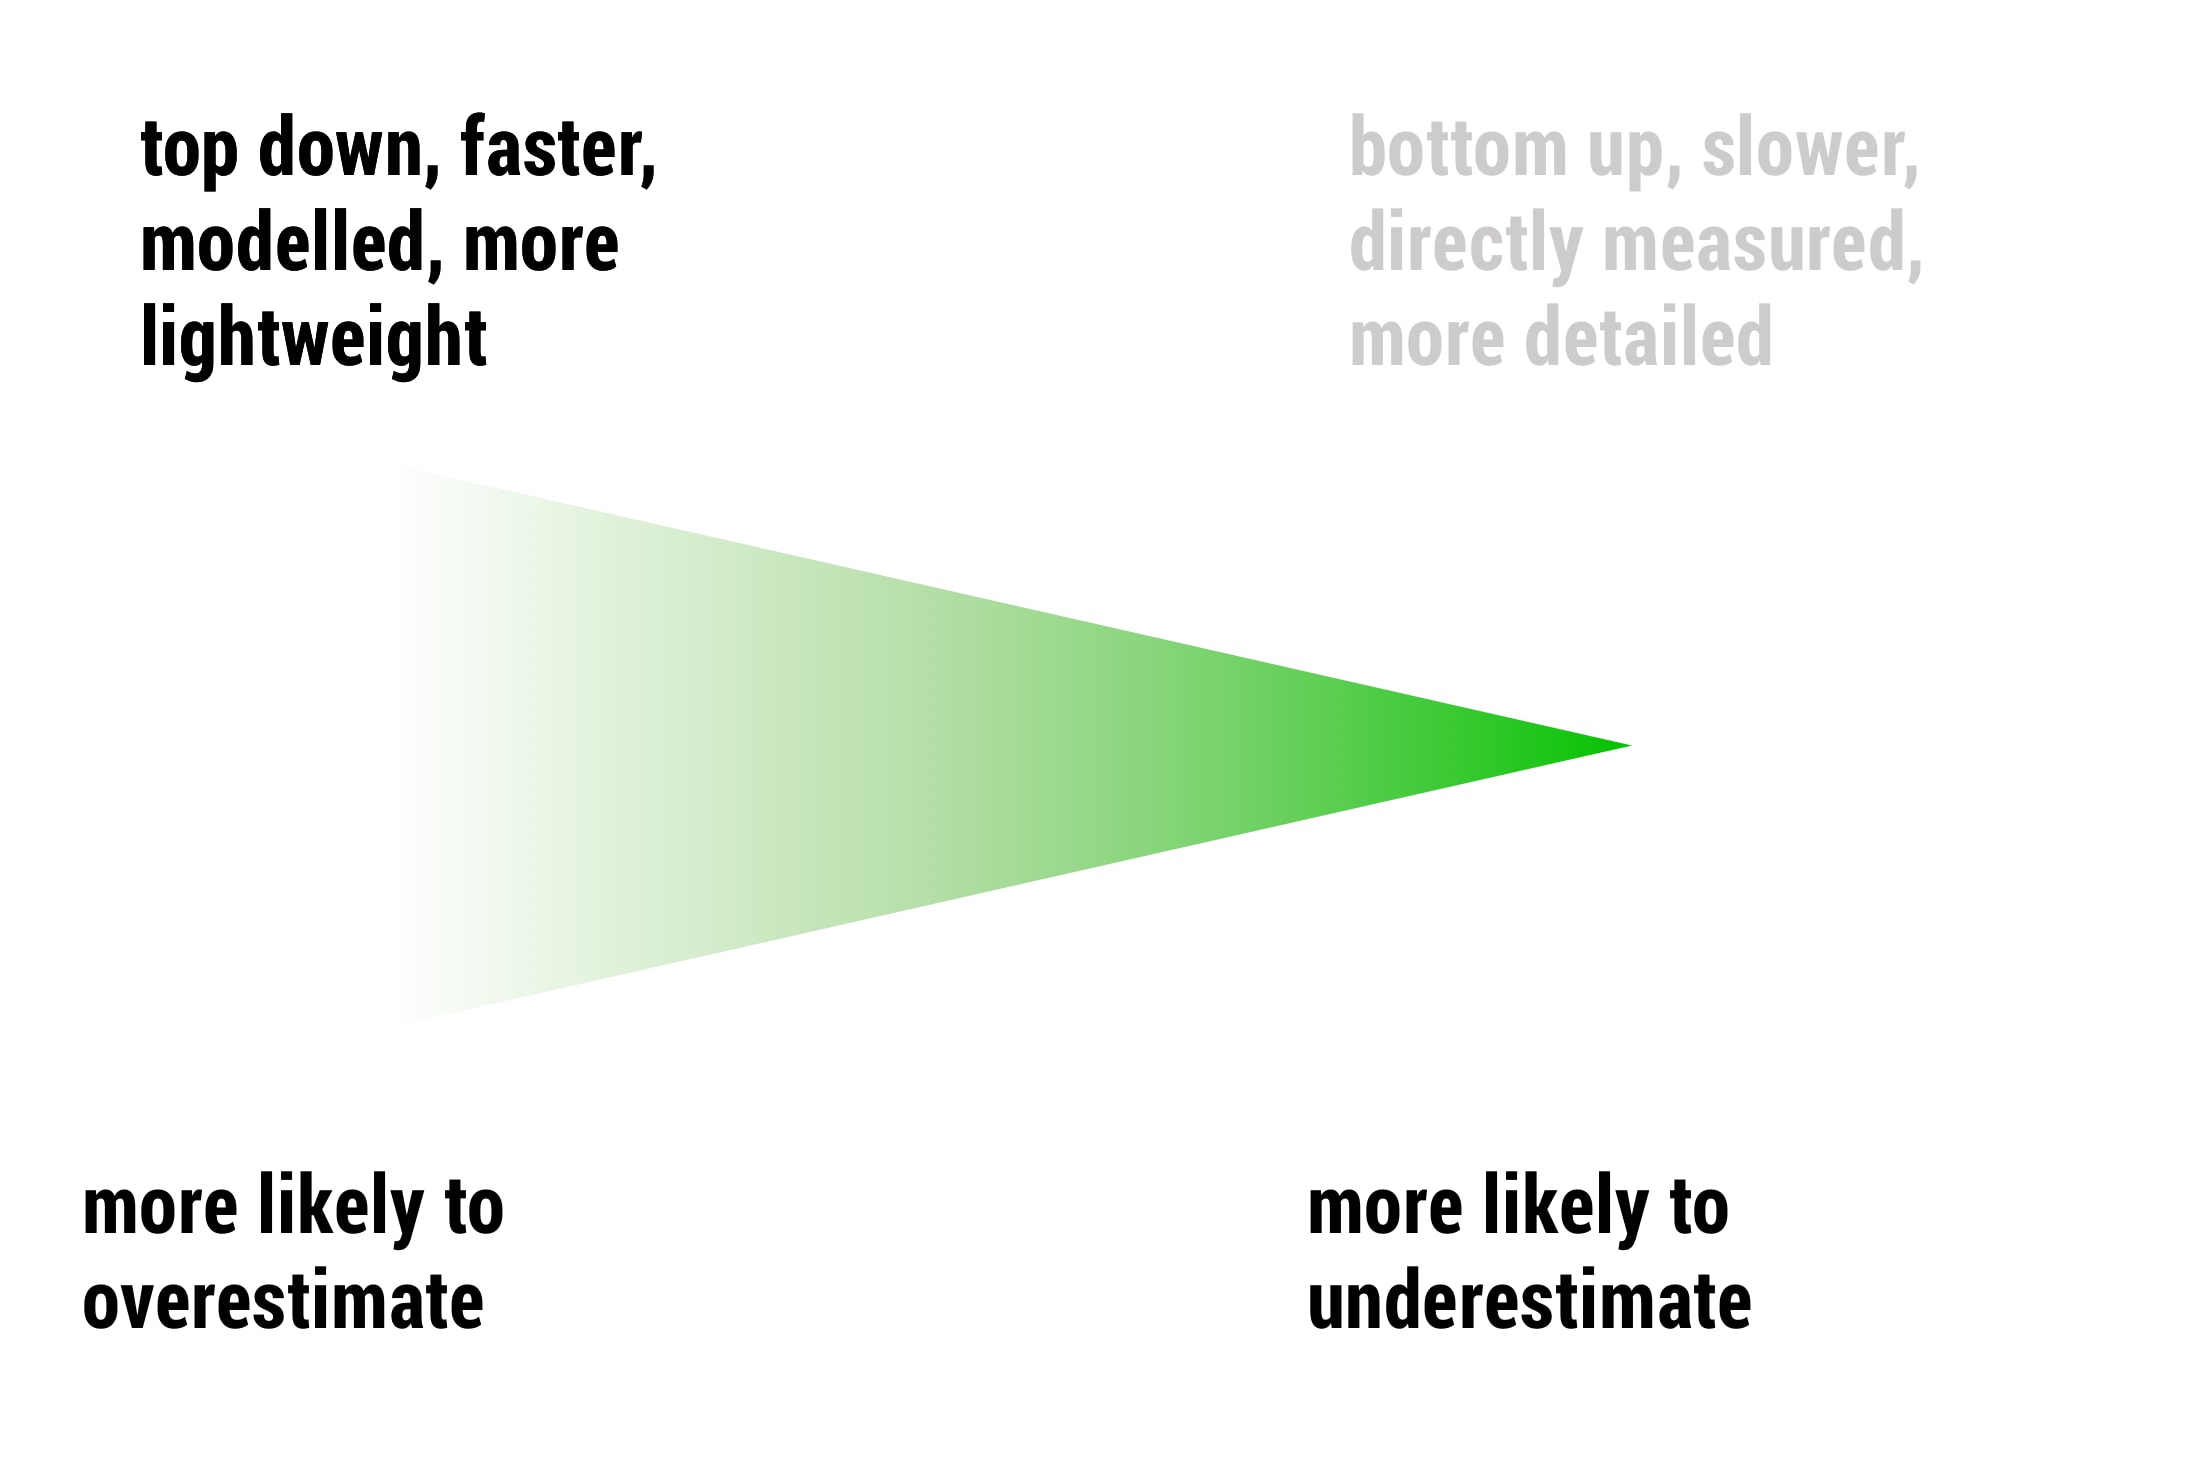 top down, faster,
modelled, more
lightweight
bottom up, slower,
directly measured,
more detailed
more likely to
overestimate
more likely to
underestimate